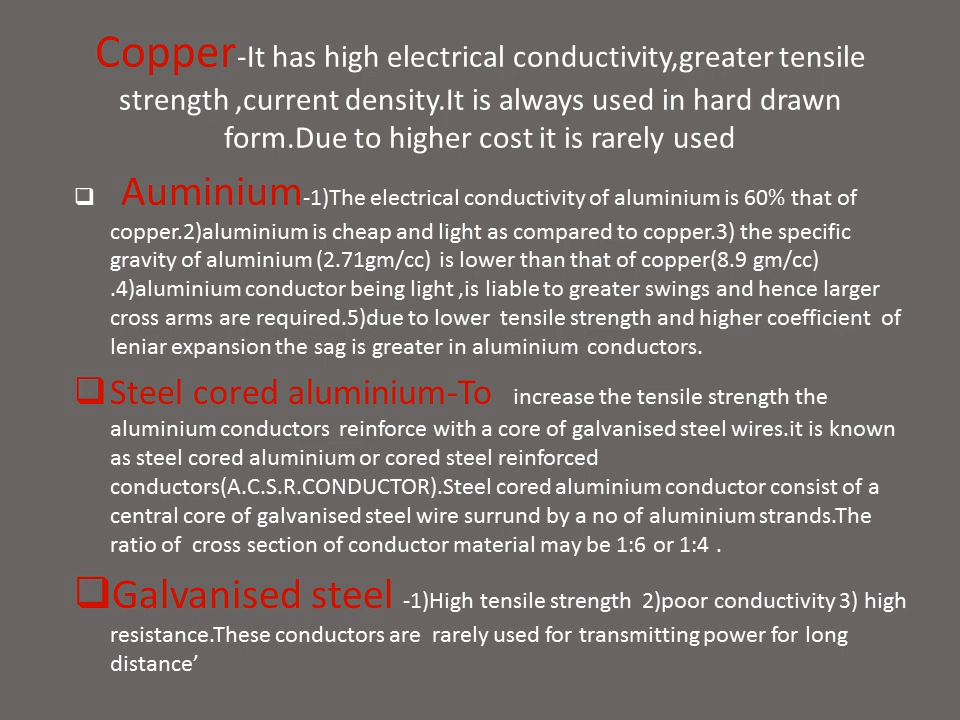 Copper-It has high electrical conductivity,greater tensile
strength ,current density.It is always used in hard drawn
form.Due to higher cost it is rarely used
Auminium-1)The electrical conductivity of aluminium is 60% that of
copper.2)aluminium is cheap and light as compared to copper.3) the specific
gravity of aluminium (2.71gm/cc) is lower than that of copper(8.9 gm/cc)
.4)aluminium conductor being light ,is liable to greater swings and hence larger
cross arms are required.5)due to lower tensile strength and higher coefficient of
leniar expansion the sag is greater in aluminium conductors.
Steel cored aluminium-To increase the tensile strength the
aluminium conductors reinforce with a core of galvanised steel wires.it is known
as steel cored aluminium or cored steel reinforced
conductors(A.C.S.R.CONDUCTOR).Steel cored aluminium conductor consist of a
central core of galvanised steel wire surrund by a no of aluminium strands.The
ratio of cross section of conductor material may be 1:6 or 1:4 .
Galvanised steel -1)High tensile strength 2)poor conductivity 3) high
resistance.These conductors are rarely used for transmitting power for long
distance’